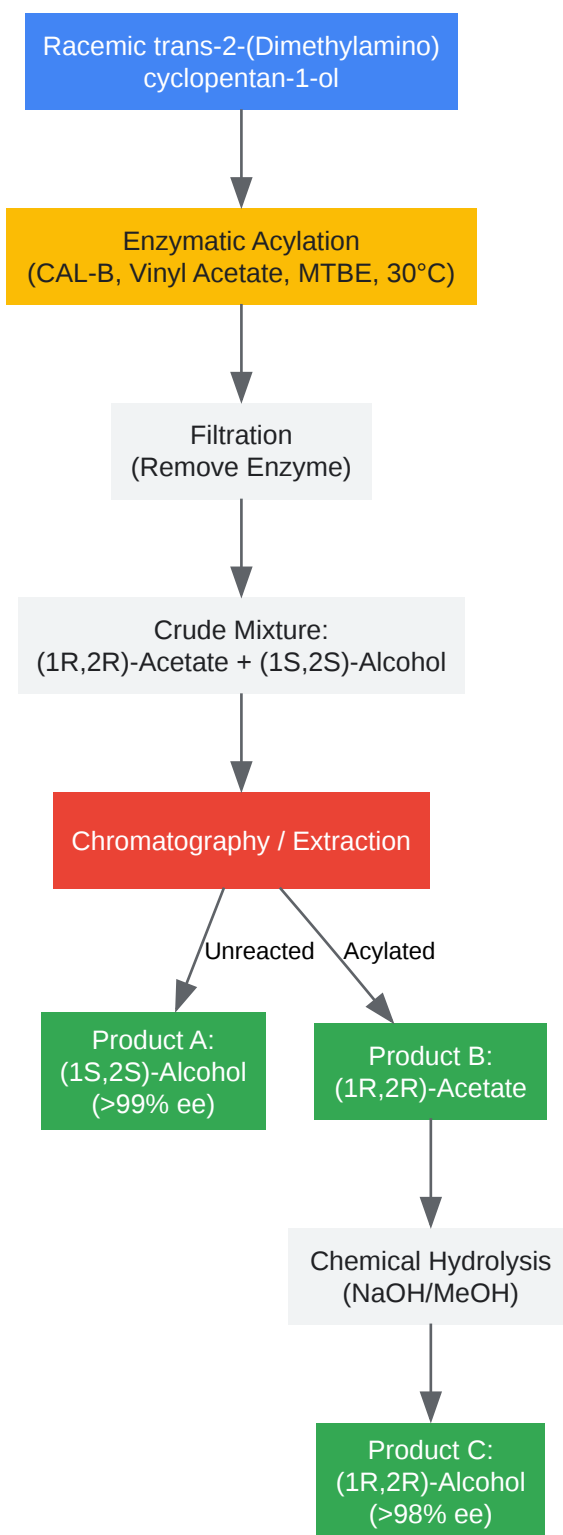 Racemic trans-2-(Dimethylamino)
cyclopentan-1-ol
Enzymatic Acylation
(CAL-B, Vinyl Acetate, MTBE, 30°C)
Filtration
(Remove Enzyme)
Crude Mixture:
(1R,2R)-Acetate + (1S,2S)-Alcohol
Chromatography / Extraction
Unreacted
Acylated
Product A:
(1S,2S)-Alcohol
(>99% ee)
Product B:
(1R,2R)-Acetate
Chemical Hydrolysis
(NaOH/MeOH)
Product C:
(1R,2R)-Alcohol
(>98% ee)